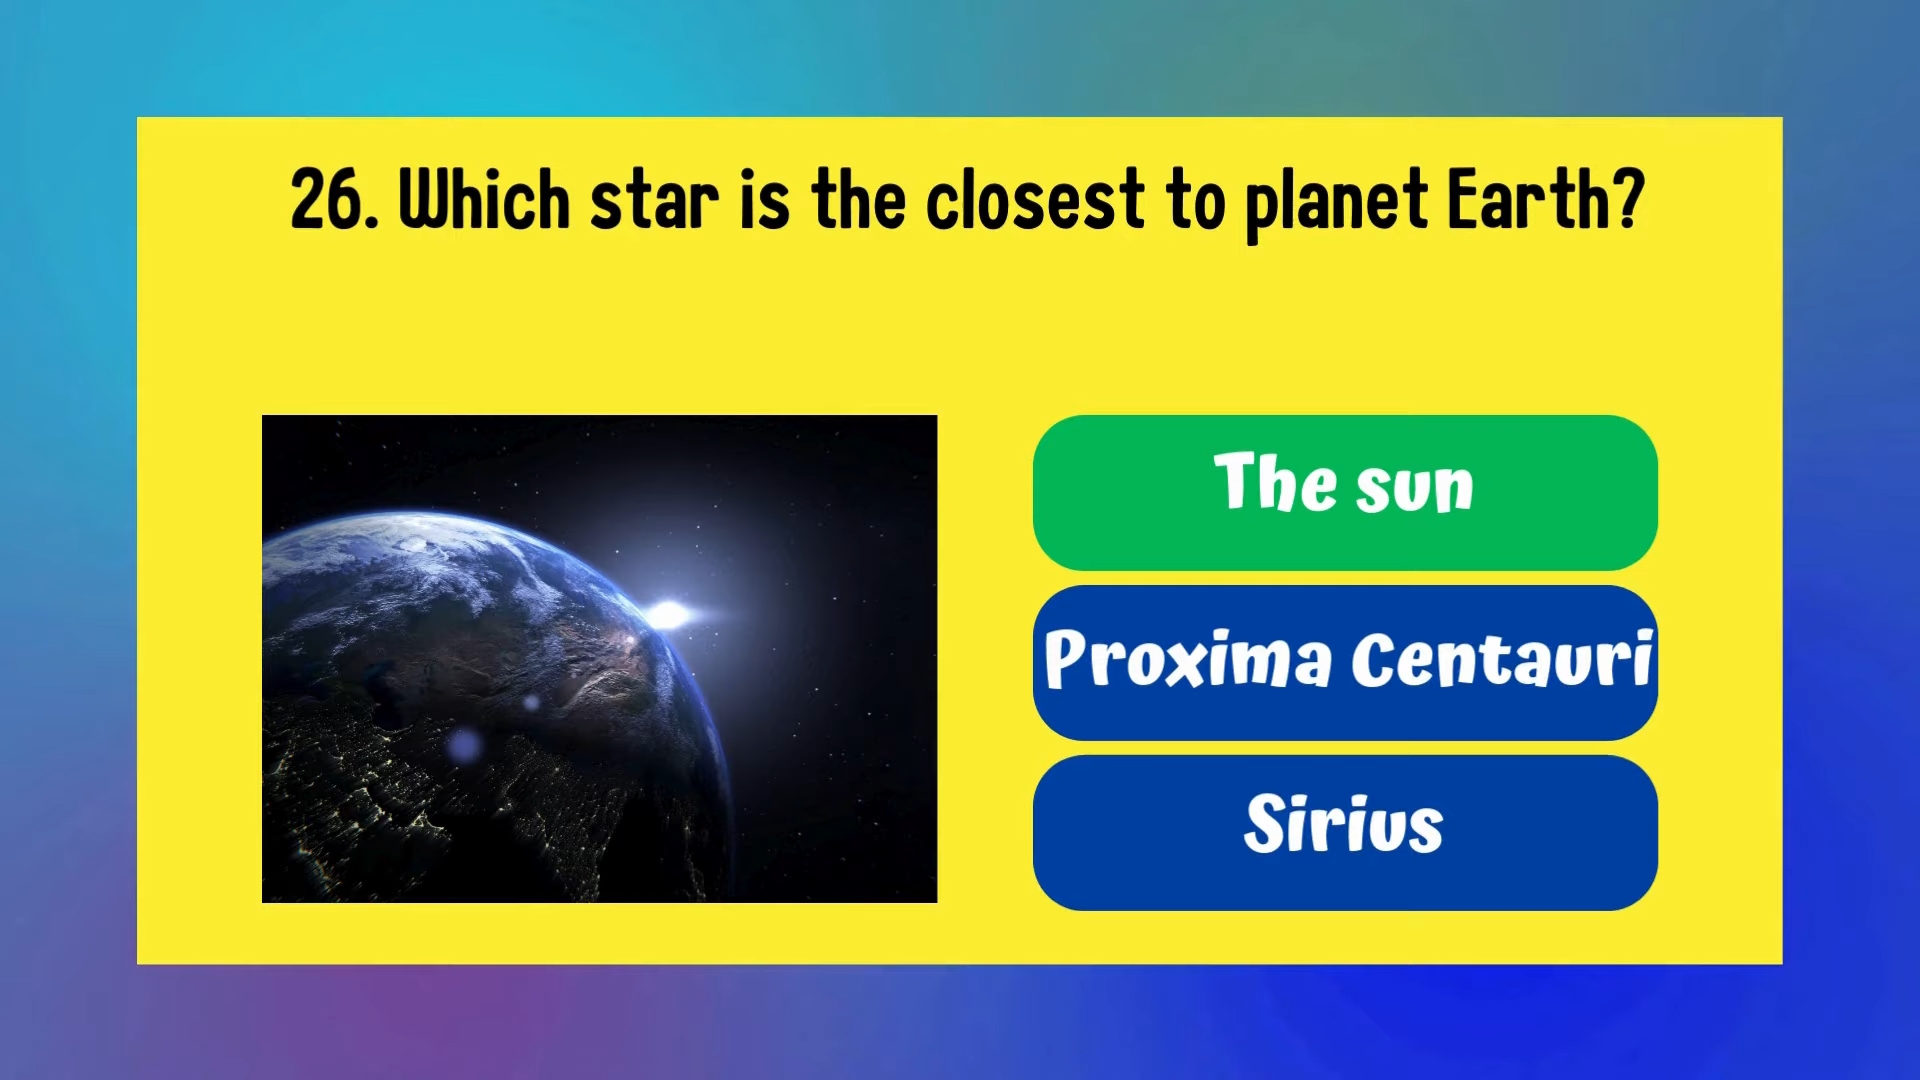 26. Which star is the closest to planet Earth?
The sun
Proxima Centauri
Sirius